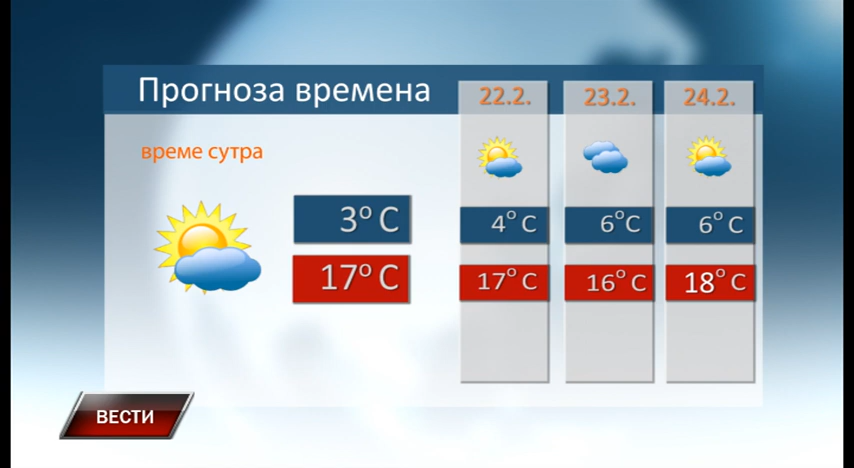 Прогноза времена
време сутра
3° C
17° C
22.2.
4° C
17° C
23.2.
6°C
16° C
24.2.
6° C
18° C
ВЕСТИ